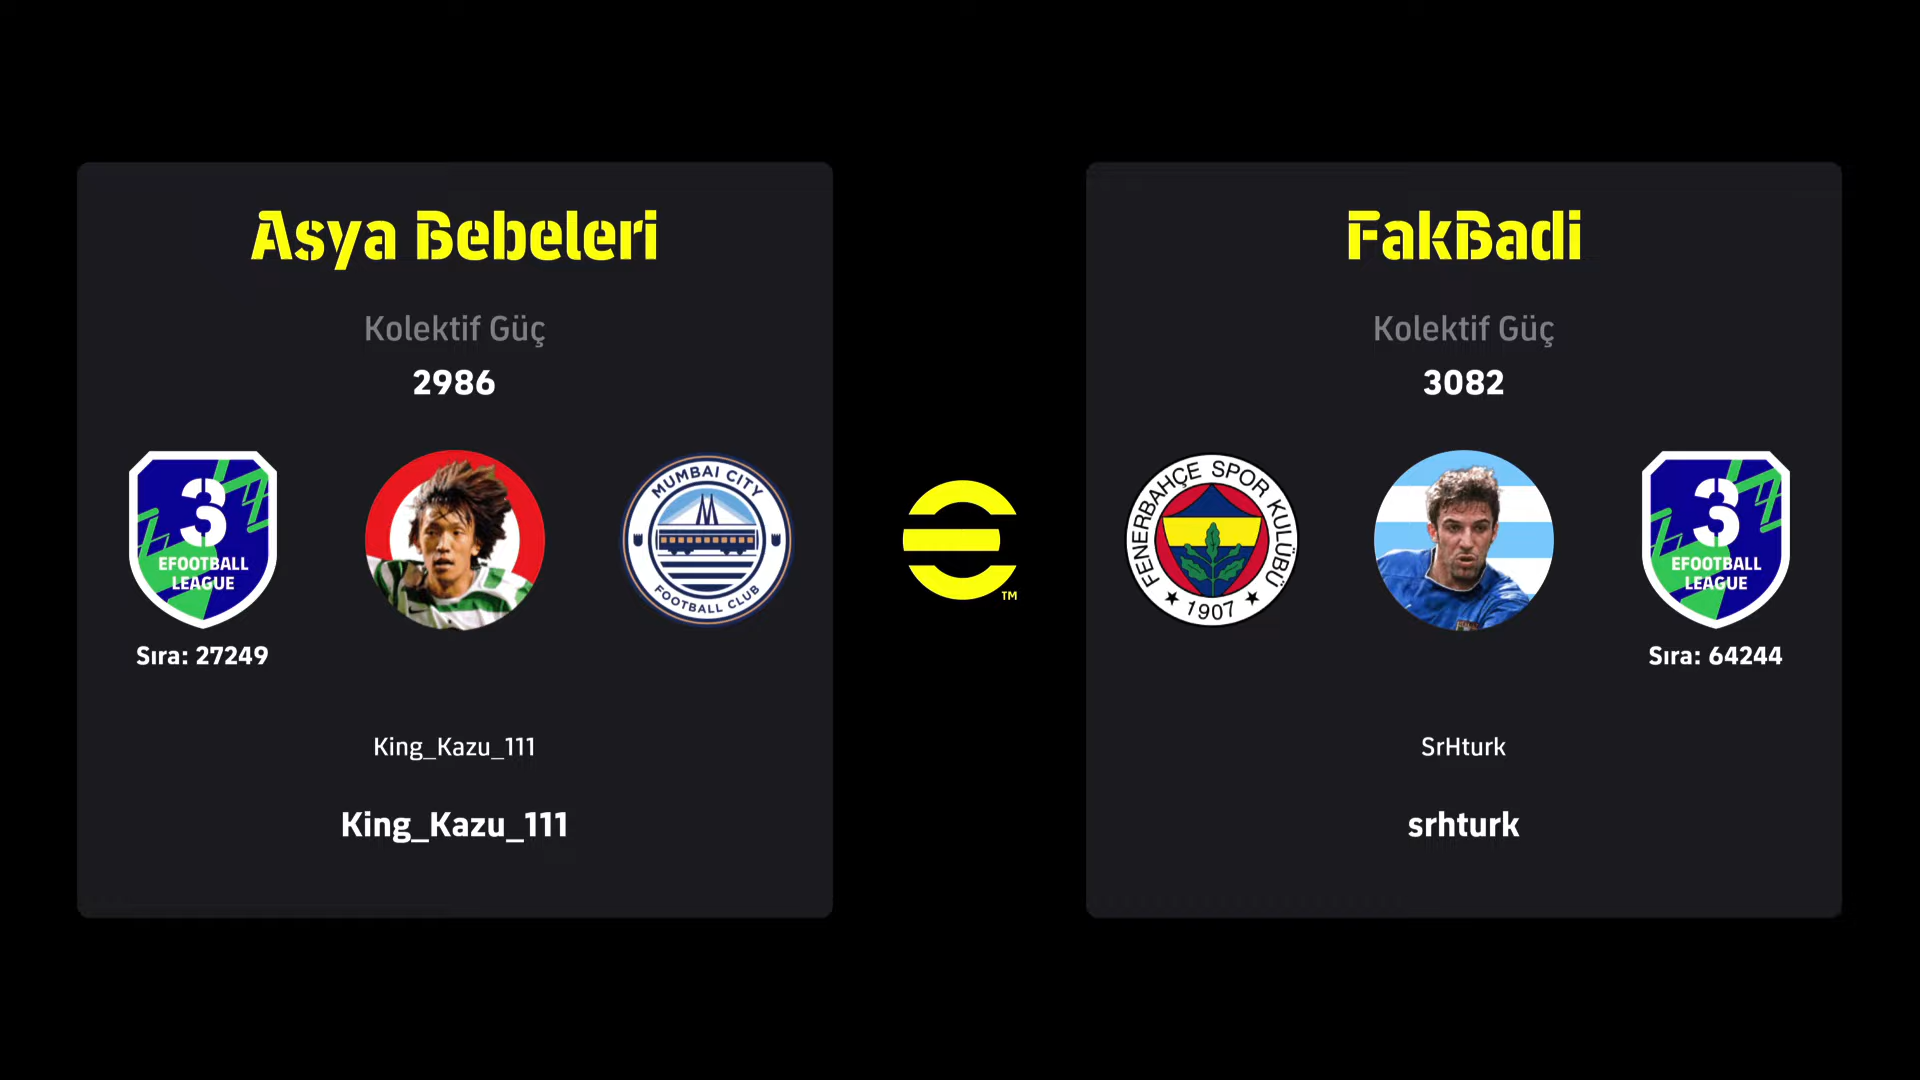 Asya Bebeleri
Kolektif Güç
2986
3
EFOOTBALL
LEAGUE
Sıra: 27249
MUMBAI CITY
FOOTBALL CLUB
King_Kazu_111
King_Kazu_111
TM
FakBadi
Kolektif Güç
3082
FENERBAHÇE SPOR KULÜBÜ
★ 1907 ★
3
EFOOTBALL
LEAGUE
Sıra: 64244
SrHturk
srhturk